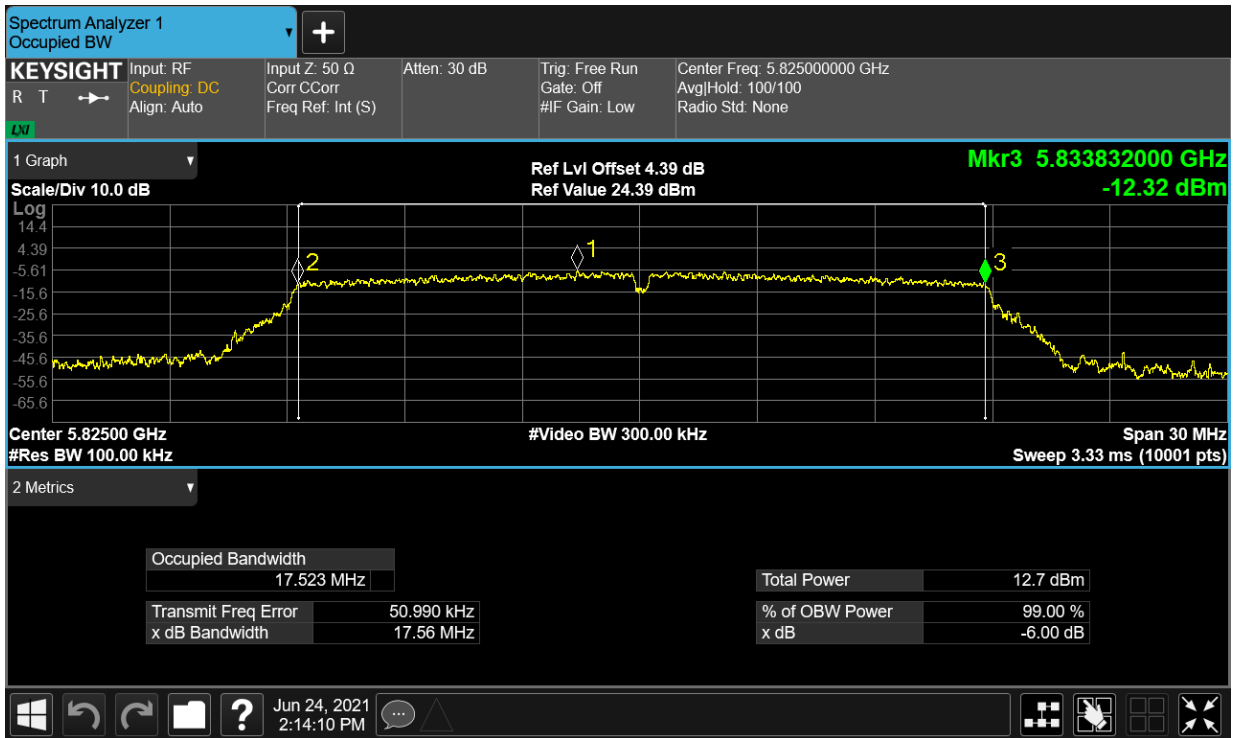 Spectrum Analyzer 1
Occupied BW
▼
+
KEYSIGHT
R T
LXI
Input: RF
Coupling: DC
Align: Auto
Input Z: 50 Ω
Corr CCorr
Freq Ref: Int (S)
Atten: 30 dB
Trig: Free Run
Gate: Off
#IF Gain: Low
Center Freq: 5.825000000 GHz
Avg|Hold: 100/100
Radio Std: None
1 Graph ▼
Scale/Div 10.0 dB
Ref Lvl Offset 4.39 dB
Ref Value 24.39 dBm
Mkr3 5.833832000 GHz
-12.32 dBm
Log
14.4
4.39
-5.61
-15.6
-25.6
-35.6
-45.6
-55.6
-65.6
2
1
3
Center 5.82500 GHz
#Video BW 300.00 kHz
Span 30 MHz
#Res BW 100.00 kHz
Sweep 3.33 ms (10001 pts)
2 Metrics ▼
Occupied Bandwidth
17.523 MHz
Transmit Freq Error 50.990 kHz
x dB Bandwidth 17.56 MHz
Total Power 12.7 dBm
% of OBW Power 99.00 %
x dB -6.00 dB
?
Jun 24, 2021
2:14:10 PM